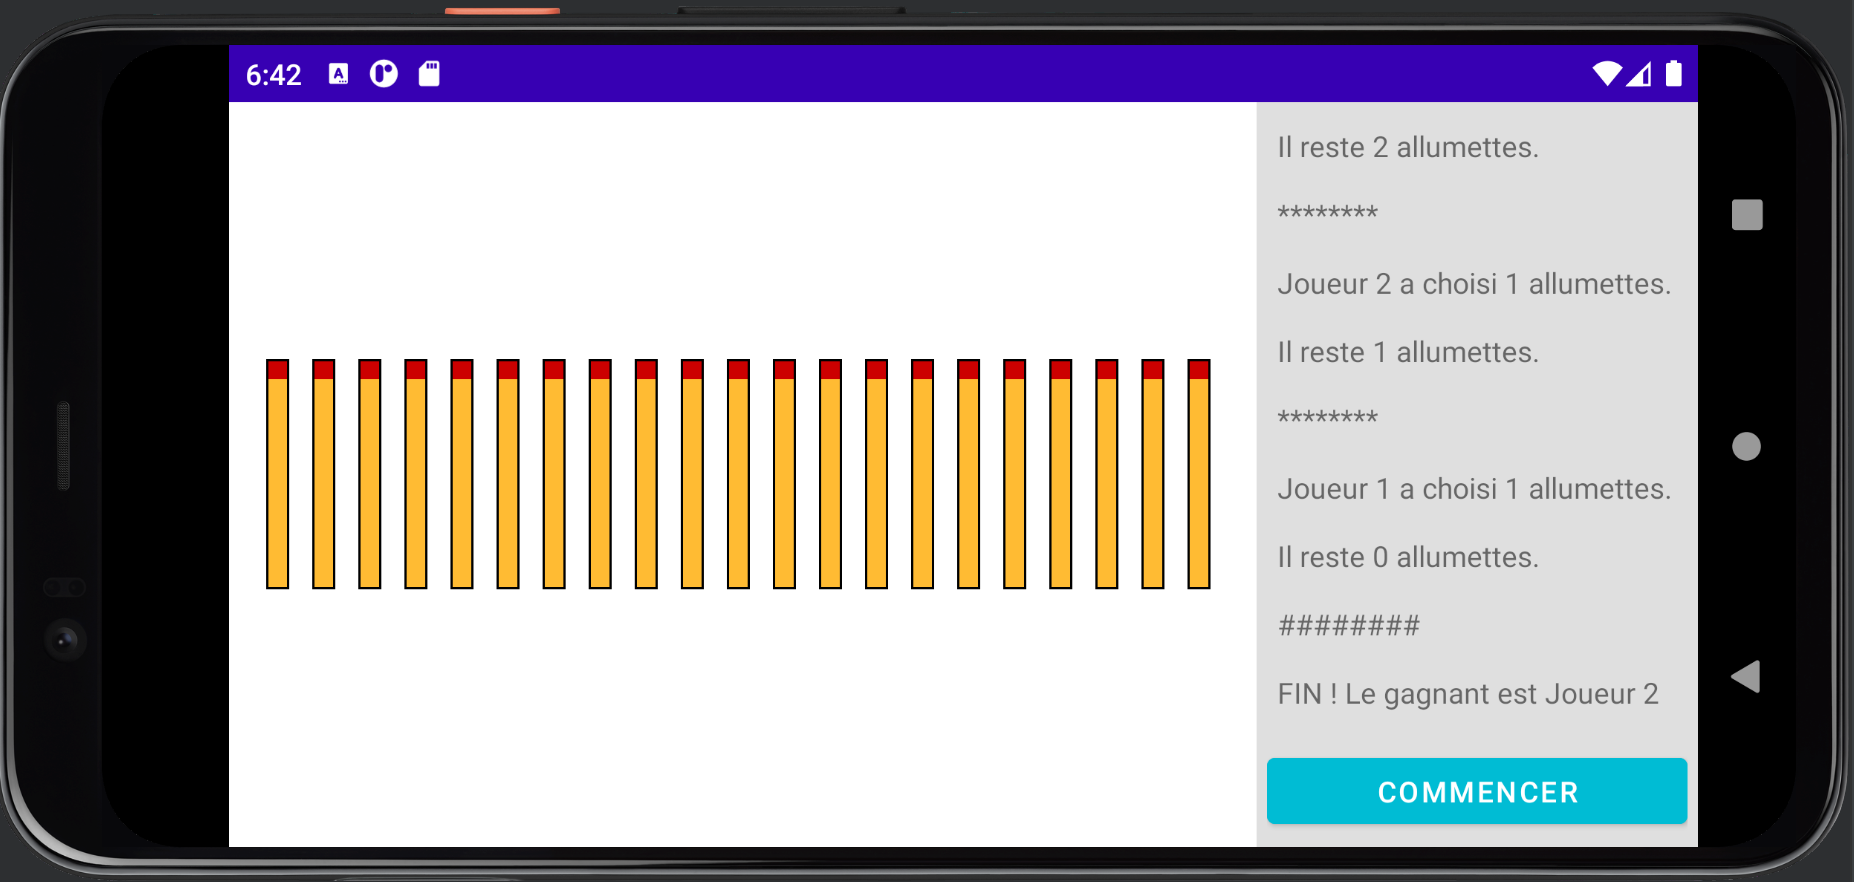 6:42
Il reste 2 allumettes.
********
Joueur 2 a choisi 1 allumettes.
Il reste 1 allumettes.
********
Joueur 1 a choisi 1 allumettes.
Il reste 0 allumettes.
########
FIN ! Le gagnant est Joueur 2
COMMENCER